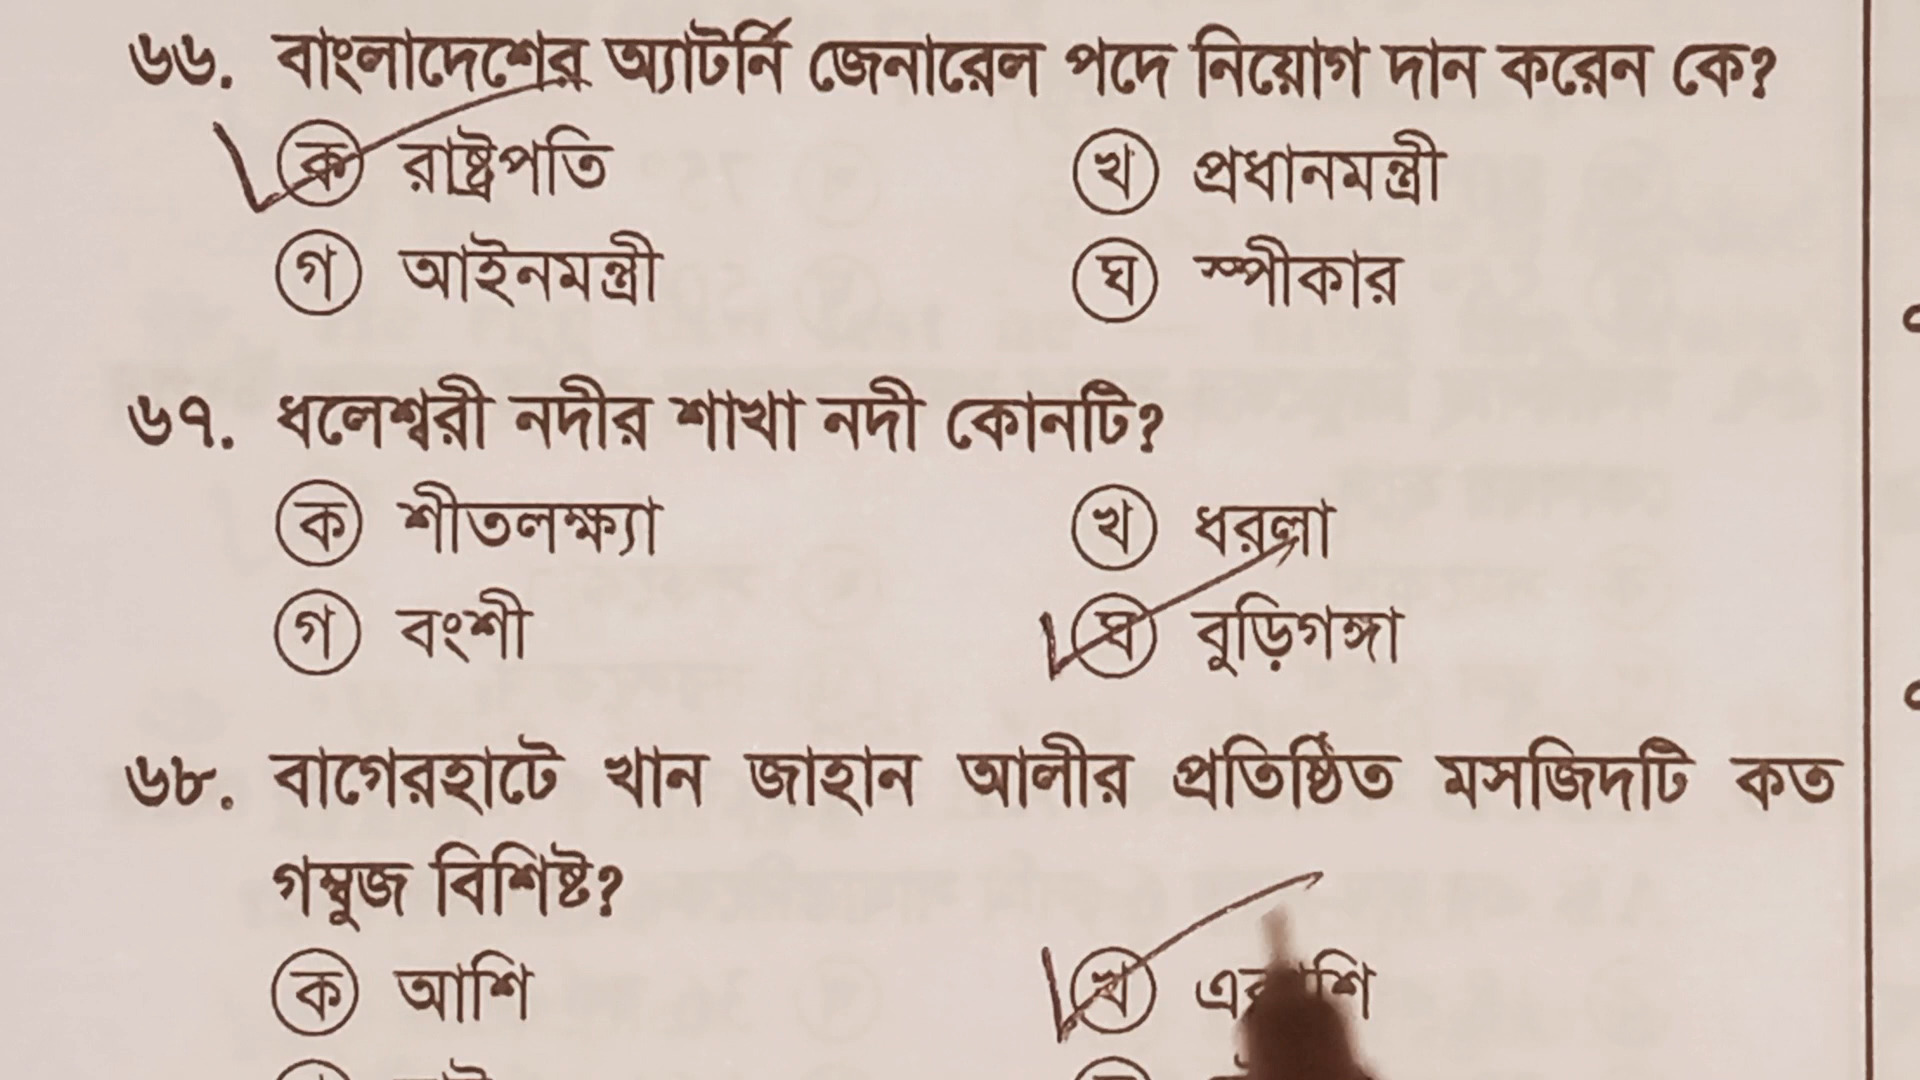 ৬৬. বাংলাদেশের অ্যাটর্নি জেনারেল পদে নিয়োগ দান করেন কে?
ক রাষ্ট্রপতি খ প্রধানমন্ত্রী
গ আইনমন্ত্রী ঘ স্পীকার
৬৭. ধলেশ্বরী নদীর শাখা নদী কোনটি?
ক শীতলক্ষ্যা খ ধরলা
গ বংশী ঘ বুড়িগঙ্গা
৬৮. বাগেরহাটে খান জাহান আলীর প্রতিষ্ঠিত মসজিদটি কত
গম্বুজ বিশিষ্ট?
ক আশি খ